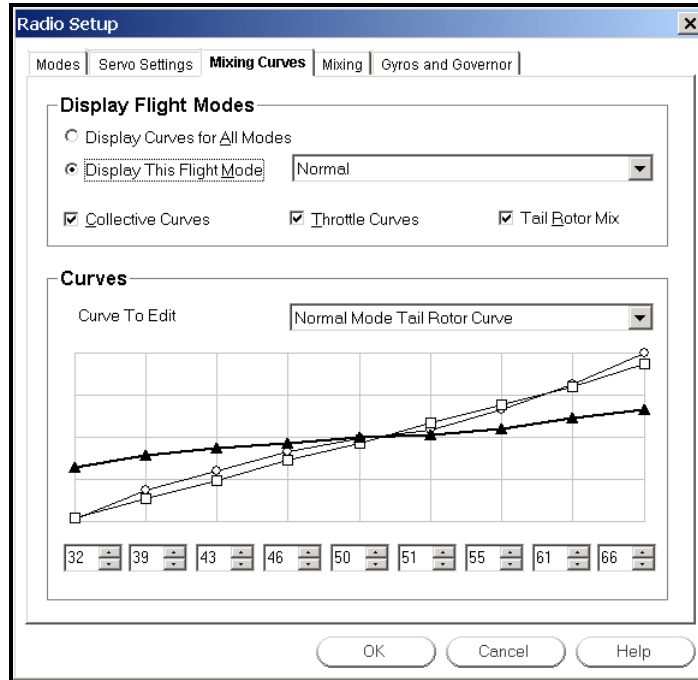 Radio Setup
Modes Servo Settings Mixing Curves Mixing Gyros and Governor
Display Flight Modes
Display Curves for All Modes
Display This Flight Mode Normal
Collective Curves Throttle Curves Tail Rotor Mix
Curves
Curve To Edit Normal Mode Tail Rotor Curve
32 39 43 46 50 51 55 61 66
OK Cancel Help